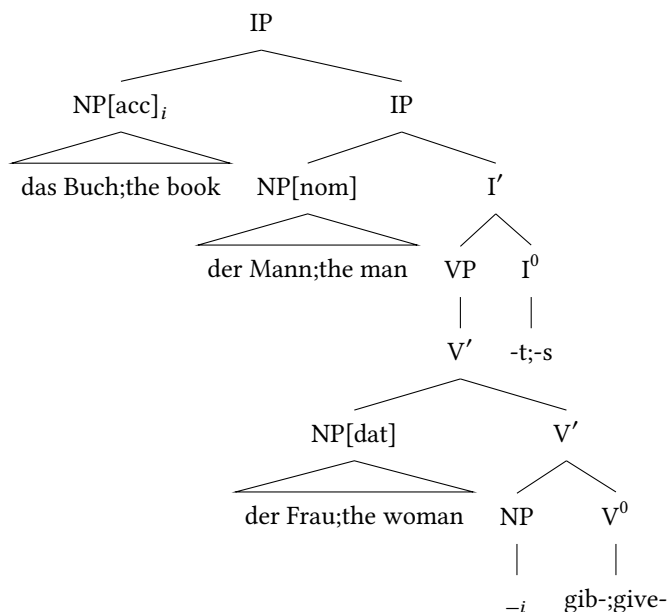 IP
NP[acc]i IP
das Buch;the book NP[nom] I′
der Mann;the man VP I⁰
V′ -t;-s
NP[dat] V′
der Frau;the woman NP V⁰
_i gib-;give-